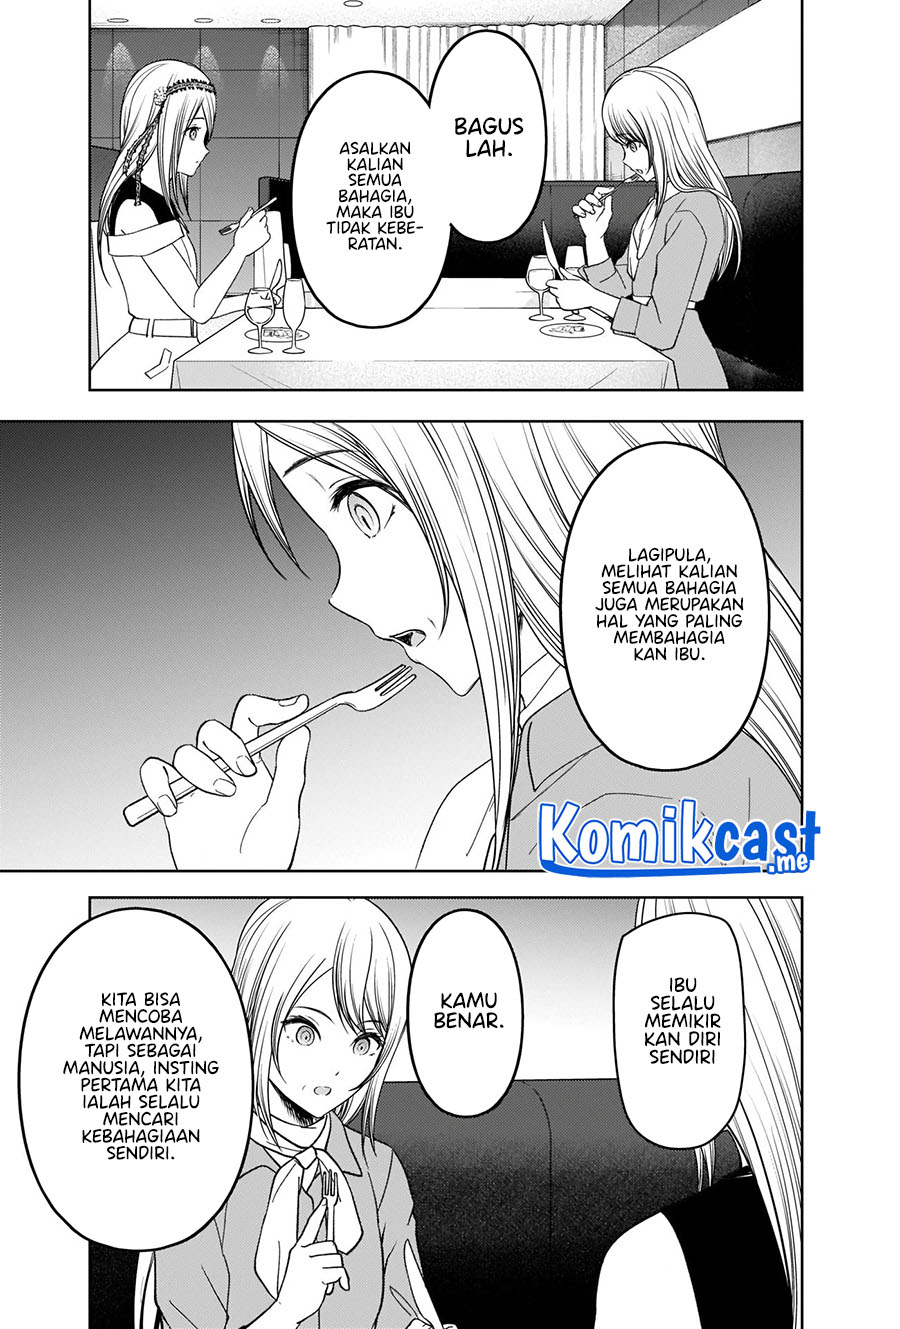 BAGUS
LAH.
ASALKAN
KALIAN
SEMUA
BAHAGIA,
MAKA IBU
TIDAK KEBE-
RATAN.
LAGIPULA,
MELIHAT KALIAN
SEMUA BAHAGIA
JUGA MERUPAKAN
HAL YANG PALING
MEMBAHAGIA
KAN IBU.
Komikcast
.me
IBU
SELALU
MEMIKIR
KAN DIRI
SENDIRI
KAMU
BENAR.
KITA BISA
MENCOBA
MELAWANNYA,
TAPI SEBAGAI
MANUSIA, INSTING
PERTAMA KITA
IALAH SELALU
MENCARI
KEBAHAGIAAN
SENDIRI.